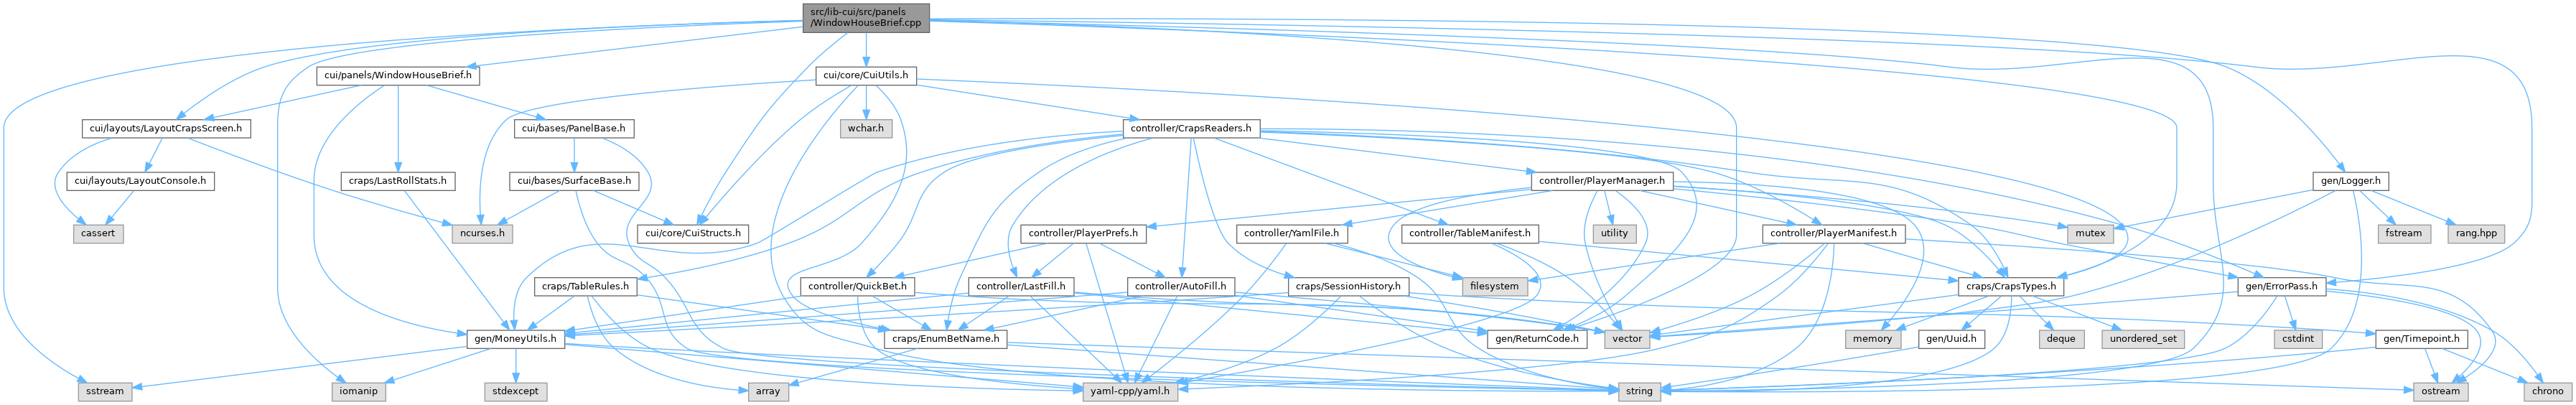 src/lib-cui/src/panels
/WindowHouseBrief.cpp
cui/panels/WindowHouseBrief.h
cui/core/CuiUtils.h
cui/layouts/LayoutCrapsScreen.h
cui/bases/PanelBase.h
wchar.h
controller/CrapsReaders.h
cui/layouts/LayoutConsole.h
craps/LastRollStats.h
cui/bases/SurfaceBase.h
controller/PlayerManager.h
gen/Logger.h
cassert
ncurses.h
cui/core/CuiStructs.h
controller/PlayerPrefs.h
controller/YamlFile.h
controller/TableManifest.h
utility
controller/PlayerManifest.h
mutex
fstream
rang.hpp
craps/TableRules.h
controller/QuickBet.h
controller/LastFill.h
controller/AutoFill.h
craps/SessionHistory.h
filesystem
craps/CrapsTypes.h
gen/ErrorPass.h
gen/MoneyUtils.h
craps/EnumBetName.h
gen/ReturnCode.h
vector
memory
gen/Uuid.h
deque
unordered_set
cstdint
gen/Timepoint.h
sstream
iomanip
stdexcept
array
yaml-cpp/yaml.h
string
ostream
chrono